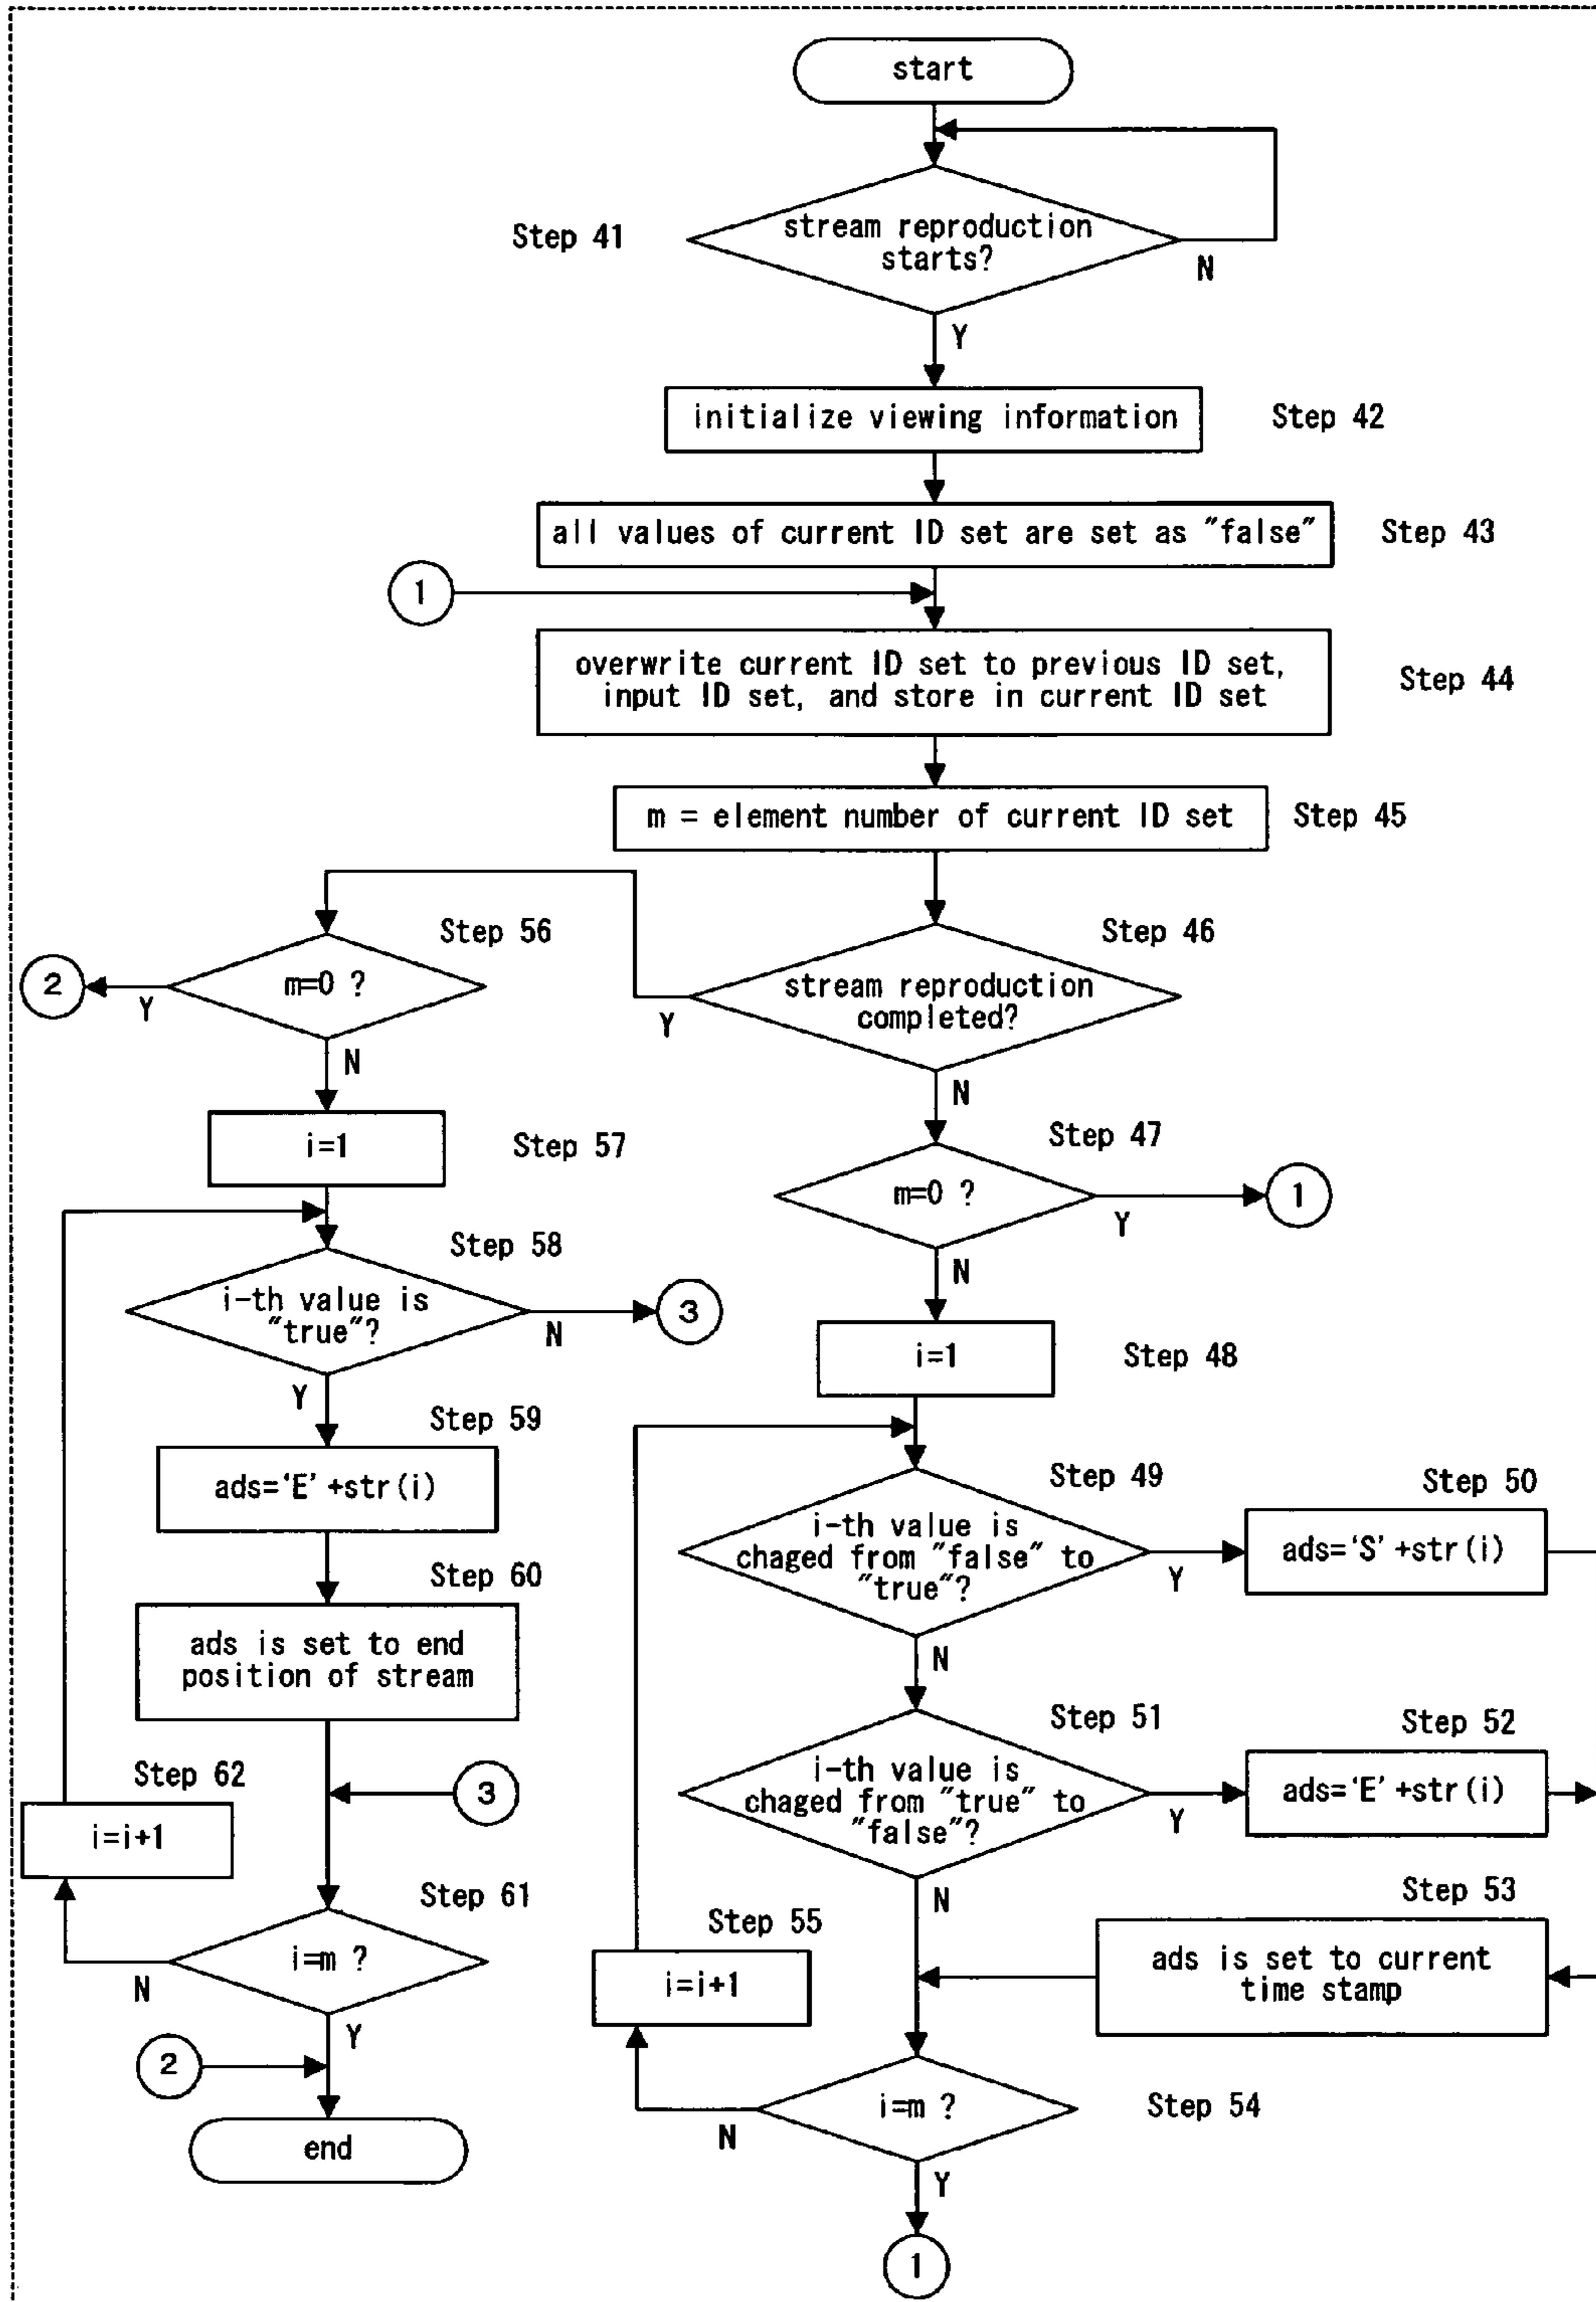 start
Step 41
stream reproduction
starts?
N
Y
initialize viewing information
Step 42
all values of current ID set are set as "false"
Step 43
1
overwrite current ID set to previous ID set,
input ID set, and store in current ID set
Step 44
m = element number of current ID set
Step 45
Step 56
Step 46
2
Y
m=0 ?
N
stream reproduction
completed?
Y
N
i=1
Step 57
Step 47
m=0 ?
Y
1
N
Step 58
i-th value is
"true"?
N
3
Y
i=1
Step 48
Step 59
ads='E'+str(i)
Step 49
i-th value is
chaged from "false" to
"true"?
Y
N
Step 50
ads='S'+str(i)
Step 60
ads is set to end
position of stream
Step 51
i-th value is
chaged from "true" to
"false"?
Y
N
Step 52
ads='E'+str(i)
3
Step 62
i=i+1
Step 61
i=m ?
N
Y
Step 53
ads is set to current
time stamp
Step 55
i=i+1
2
end
i=m ?
Step 54
N
Y
1